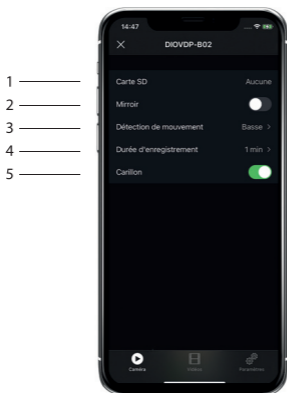 14:47
DIOVDP-B02
1 Carte SD Aucune
2 Mirroir
3 Détection de mouvement Basse >
4 Durée d'enregistrement 1 min >
5 Carillon
Caméra Vidéos Paramètres